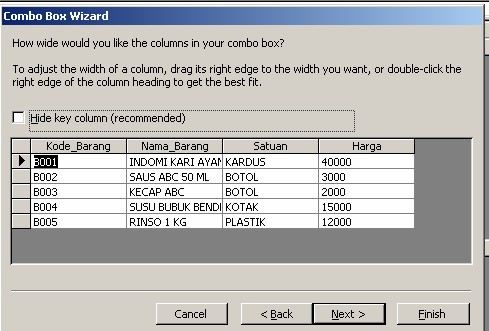 Combo Box Wizard
How wide would you like the columns in your combo box?
To adjust the width of a column, drag its right edge to the width you want, or double-click the
right edge of the column heading to get the best fit.
Hide key column (recommended)
Kode_Barang Nama_Barang Satuan Harga
B001 INDOMI KARI AYAM KARDUS 40000
B002 SAUS ABC 50 ML BOTOL 3000
B003 KECAP ABC BOTOL 2000
B004 SUSU BUBUK BEND KOTAK 15000
B005 RINSO 1 KG PLASTIK 12000
Cancel < Back Next > Finish